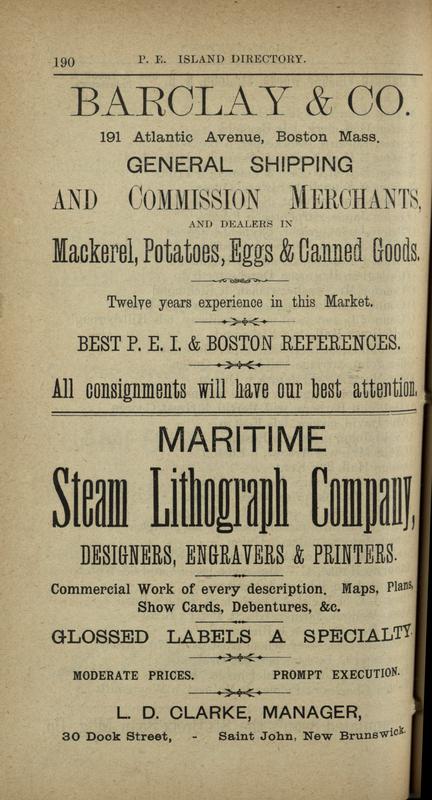 190 P. E. ISLAND DIRECTORY.
BARCLAY & CO.
191 Atlantic Avenue, Boston Mass.
GENERAL SHIPPING
AND COMMISSION MERCHANTS,
AND DEALERS IN
Mackerel, Potatoes, Eggs & Canned Goods.
Twelve years experience in this Market.
BEST P. E. I. & BOSTON REFERENCES.
All consignments will have our best attention.
MARITIME
Steam Lithograph Company,
DESIGNERS, ENGRAVERS & PRINTERS.
Commercial Work of every description. Maps, Plans,
Show Cards, Debentures, &c.
GLOSSED LABELS A SPECIALTY.
MODERATE PRICES. PROMPT EXECUTION.
L. D. CLARKE, MANAGER,
30 Dock Street, - Saint John, New Brunswick.